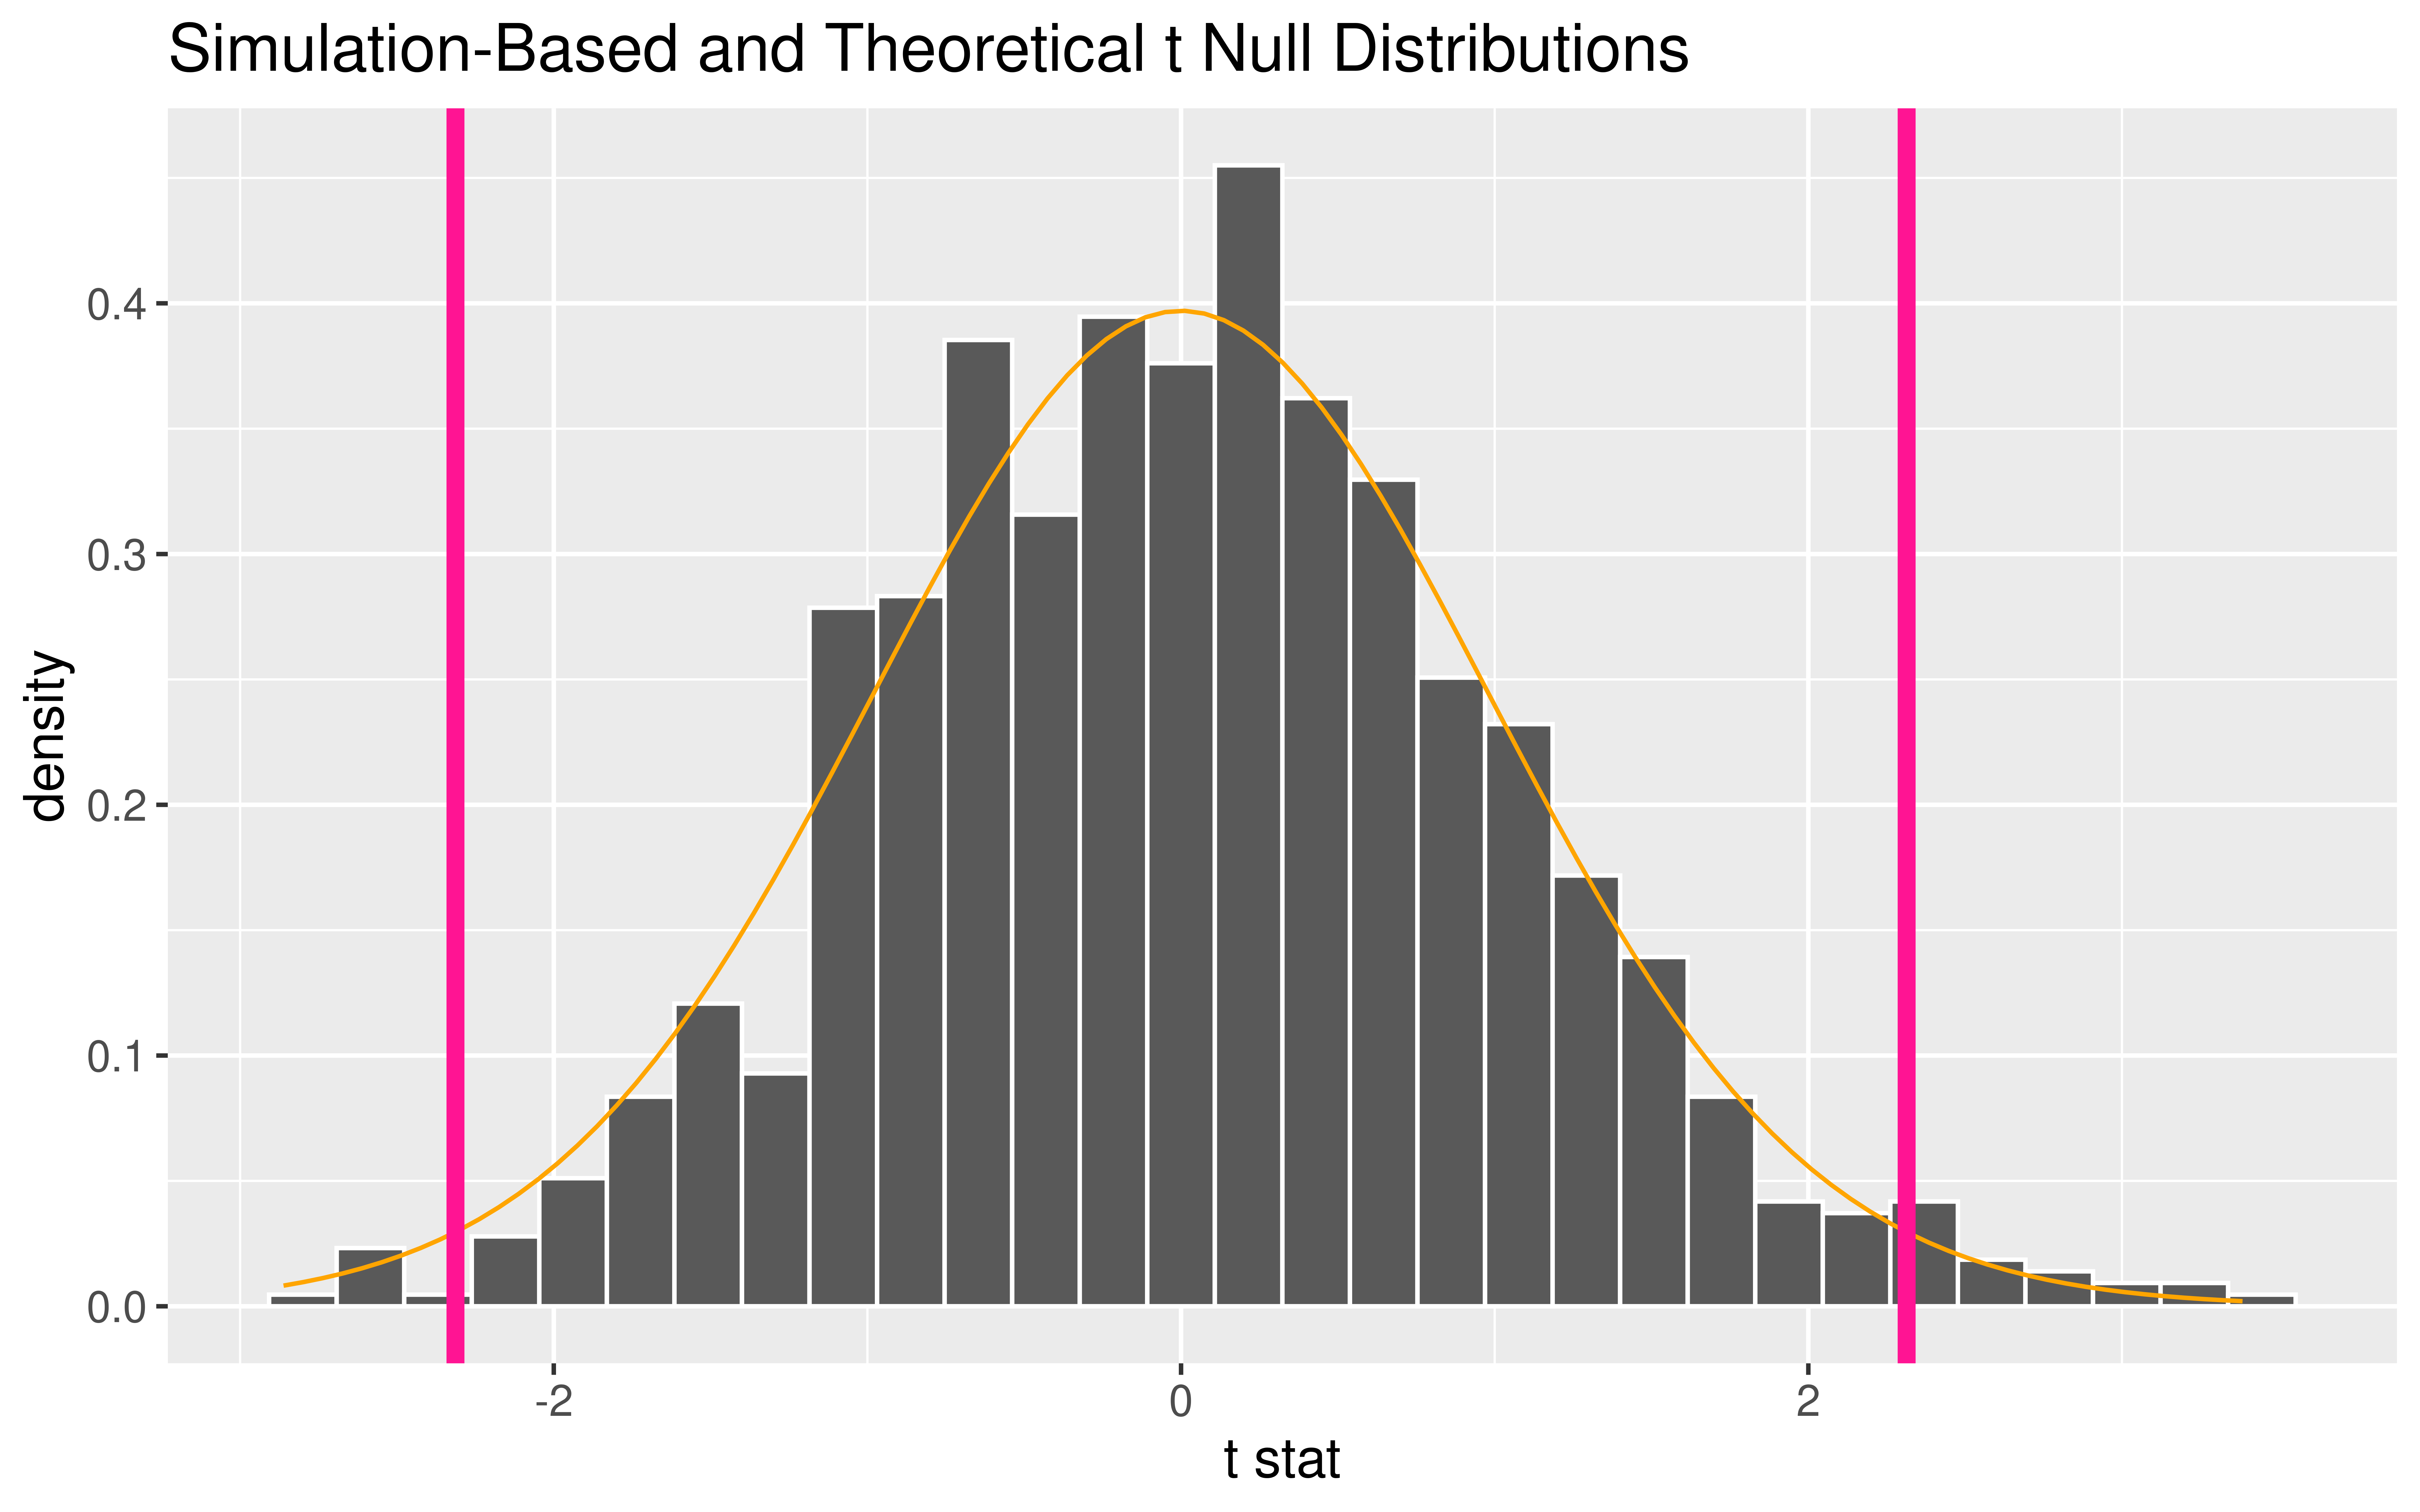 Simulation-Based and Theoretical t Null Distributions
density
0.4
0.3
0.2
0.1
0.0
-2 0 2
t stat